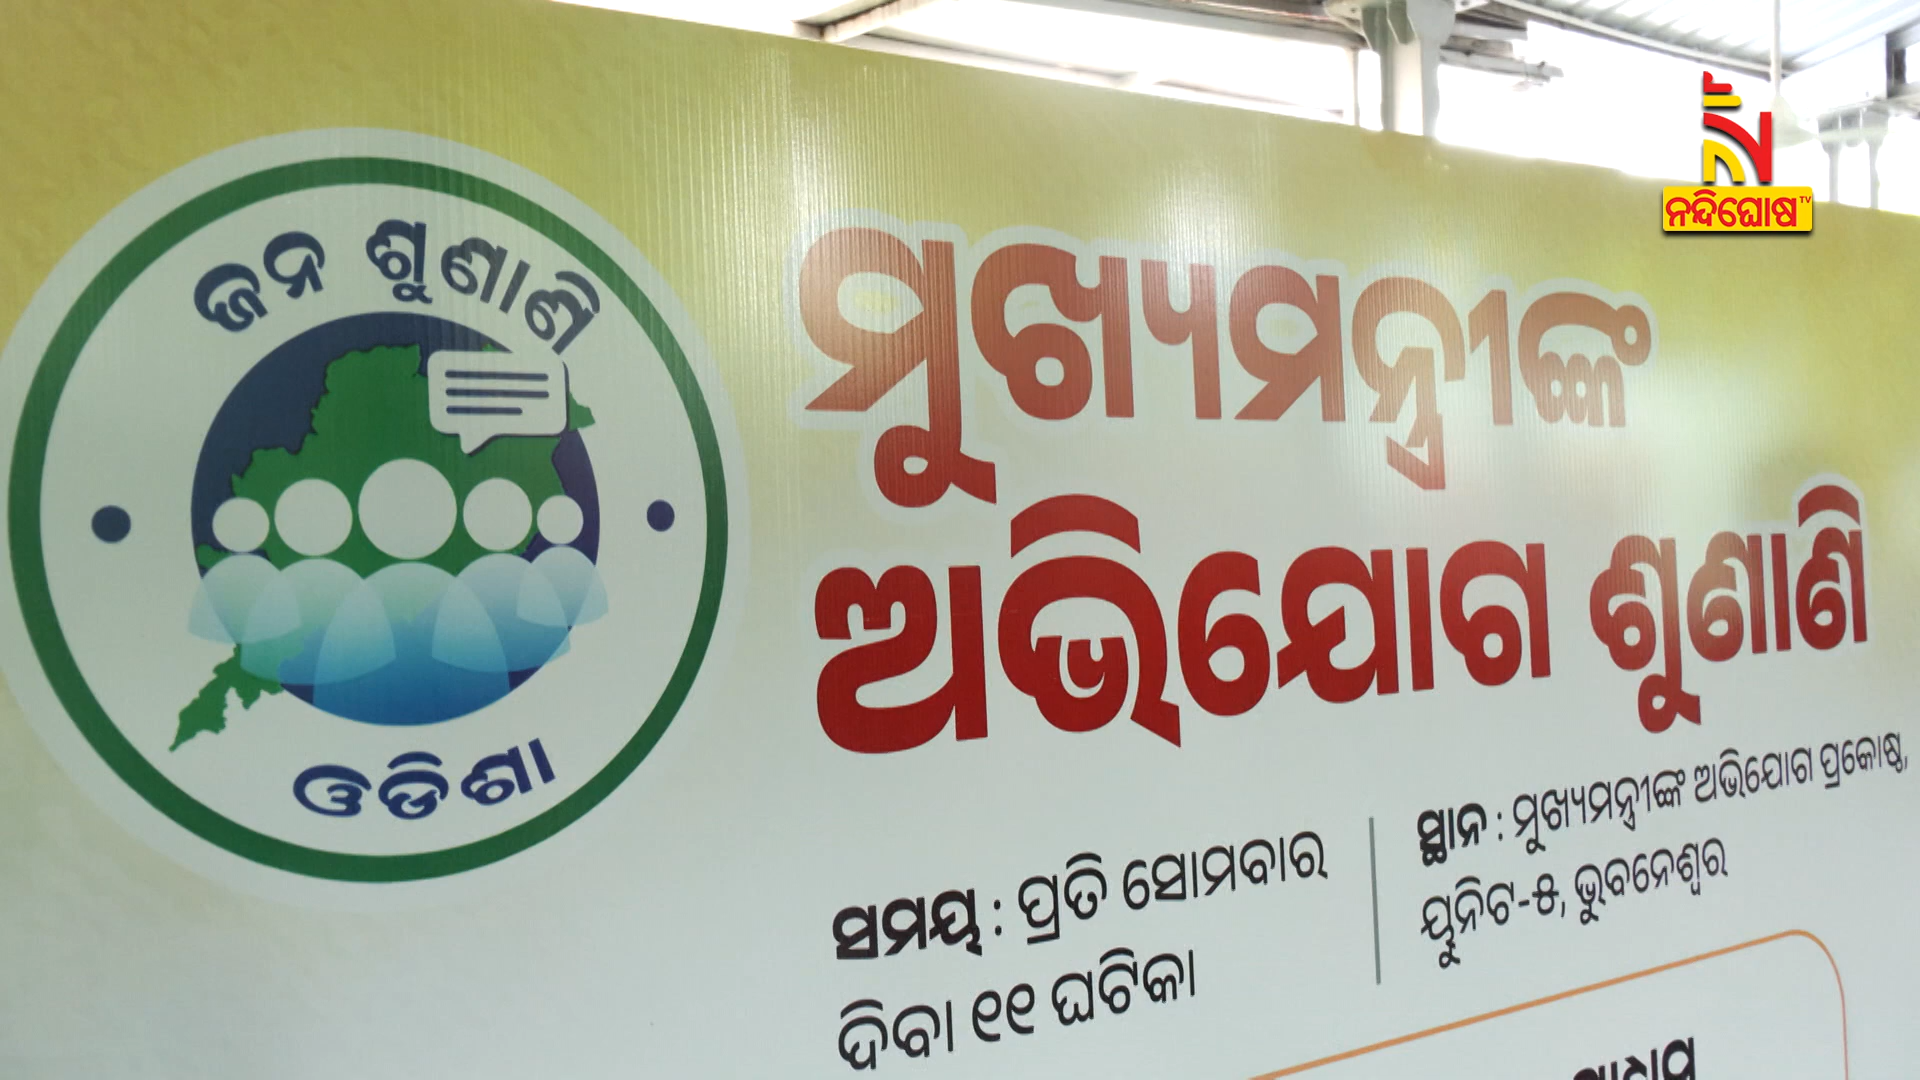 ନନ୍ଦିଘୋଷ TV
ଜନ ଶୁଣାଣି
ଓଡିଶା
ମୁଖ୍ୟମନ୍ତ୍ରୀଙ୍କ
ଅଭିଯୋଗ ଶୁଣାଣି
ସମୟ : ପ୍ରତି ସୋମବାର
ଦିବା ୧୧ ଘଟିକା
ସ୍ଥାନ : ମୁଖ୍ୟମନ୍ତ୍ରୀଙ୍କ ଅଭିଯୋଗ ପ୍ରକୋଷ୍ଠ,
ୟୁନିଟ-୫, ଭୁବନେଶ୍ୱର